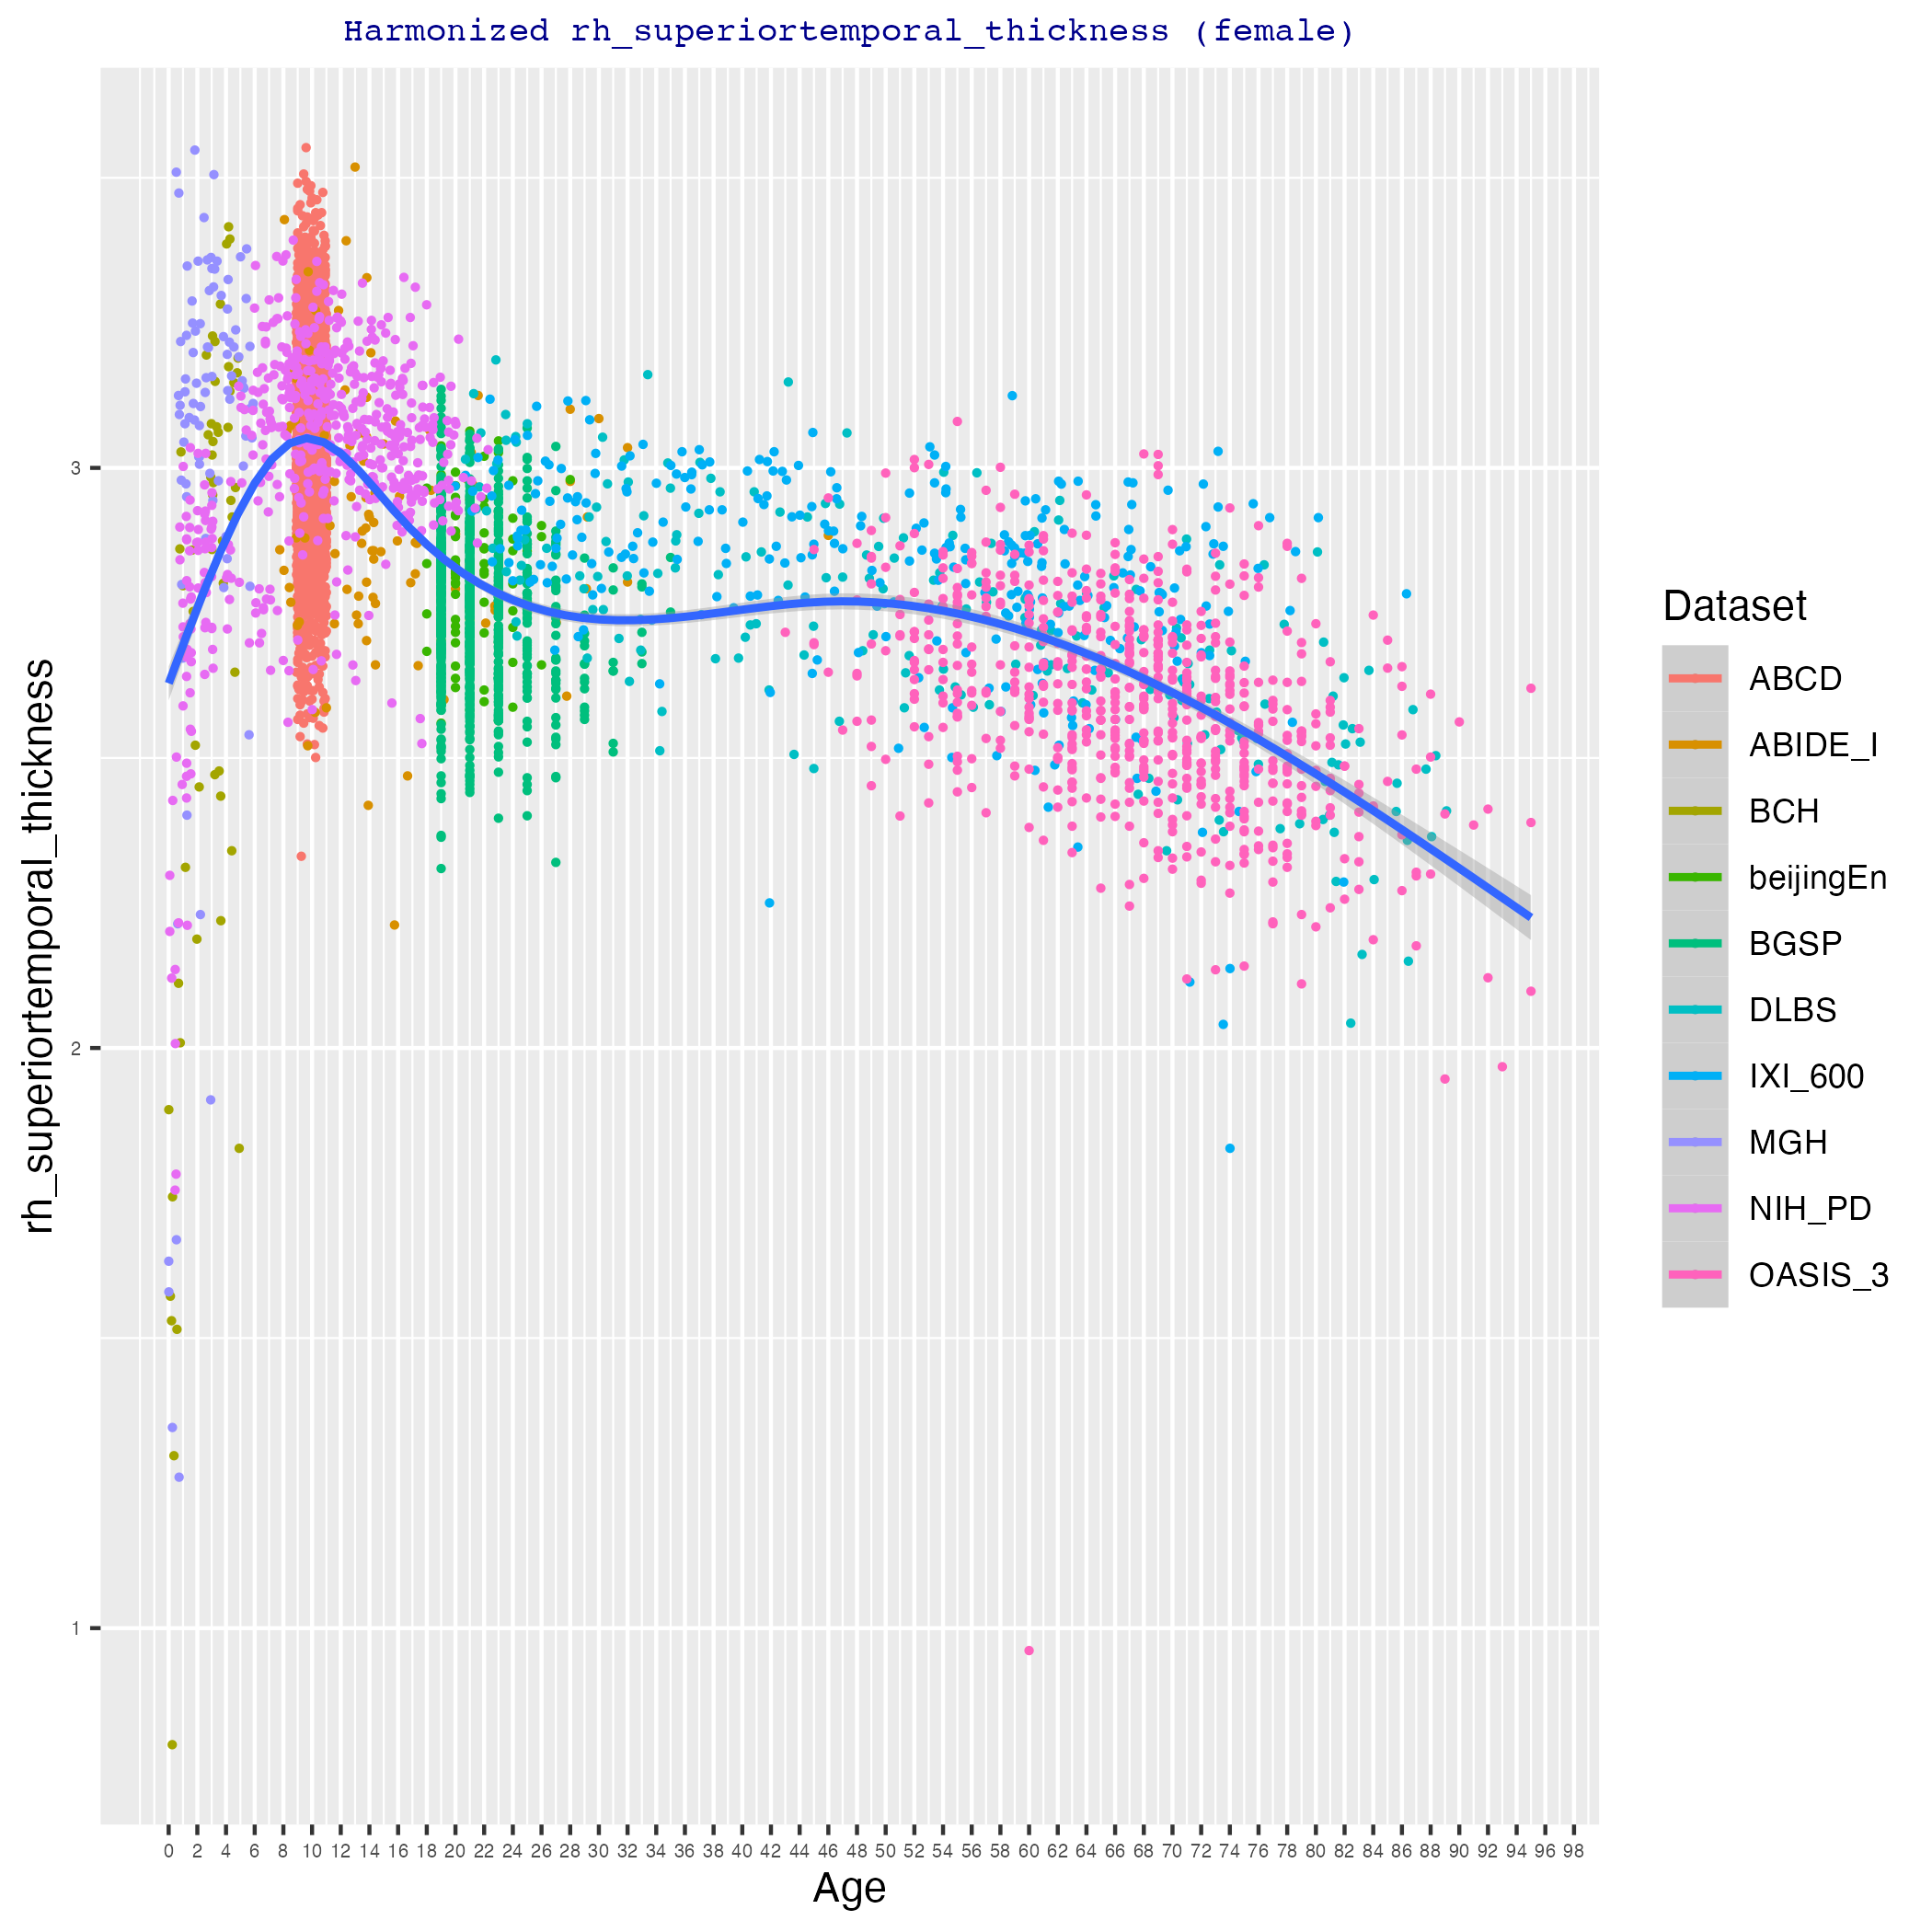 Harmonized rh_superiortemporal_thickness (female)
rh_superiortemporal_thickness
3
2
1
0 2 4 6 8 10 12 14 16 18 20 22 24 26 28 30 32 34 36 38 40 42 44 46 48 50 52 54 56 58 60 62 64 66 68 70 72 74 76 78 80 82 84 86 88 90 92 94 96 98
Age
Dataset
ABCD
ABIDE_I
BCH
beijingEn
BGSP
DLBS
IXI_600
MGH
NIH_PD
OASIS_3